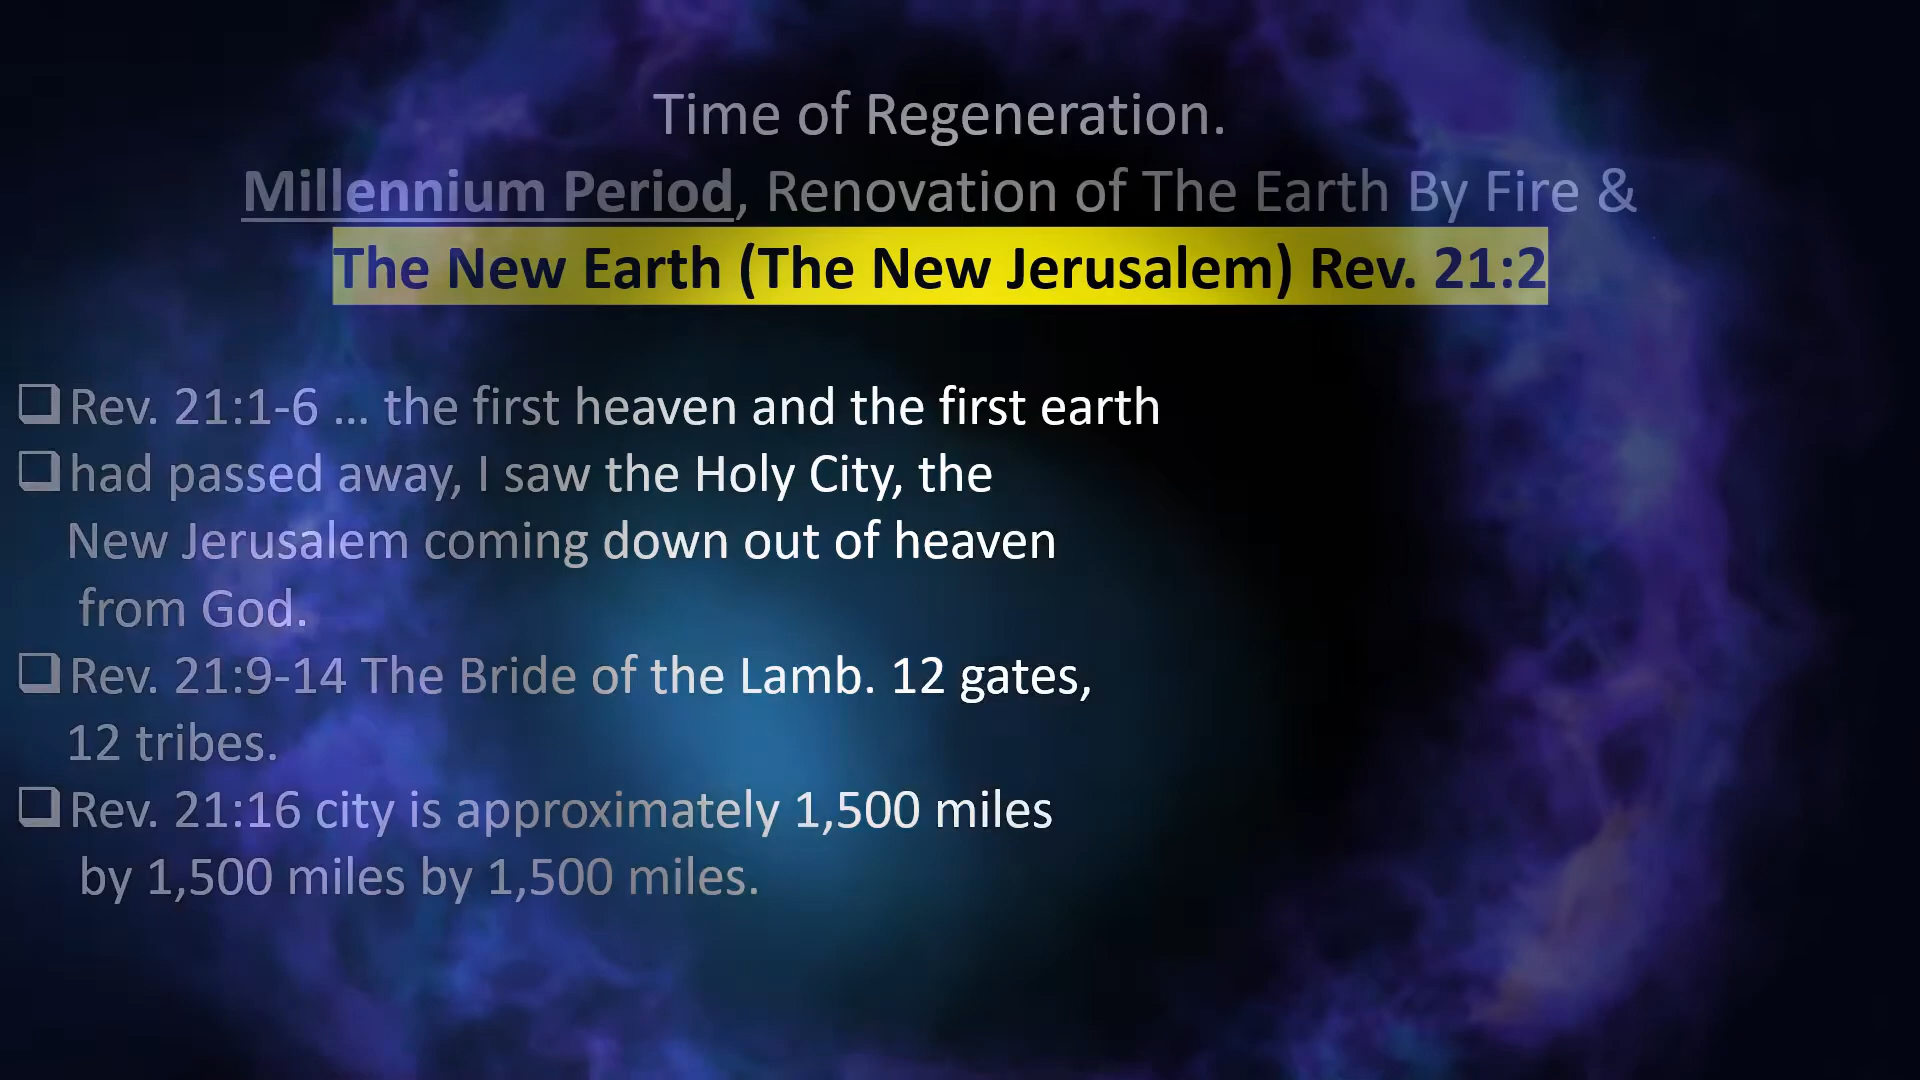 Time of Regeneration.
Millennium Period, Renovation of The Earth By Fire &
The New Earth (The New Jerusalem) Rev. 21:2
❑Rev. 21:1-6 … the first heaven and the first earth
❑had passed away, I saw the Holy City, the
New Jerusalem coming down out of heaven
from God.
❑Rev. 21:9-14 The Bride of the Lamb. 12 gates,
12 tribes.
❑Rev. 21:16 city is approximately 1,500 miles
by 1,500 miles by 1,500 miles.